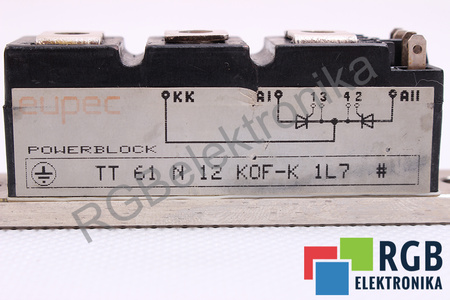 eupec
KK AI 1 3 4 2 AII
POWERBLOCK
TT 61 N 12 KOF-K 1L7 #
RGBelektronika
RGB
ELEKTRONIKA